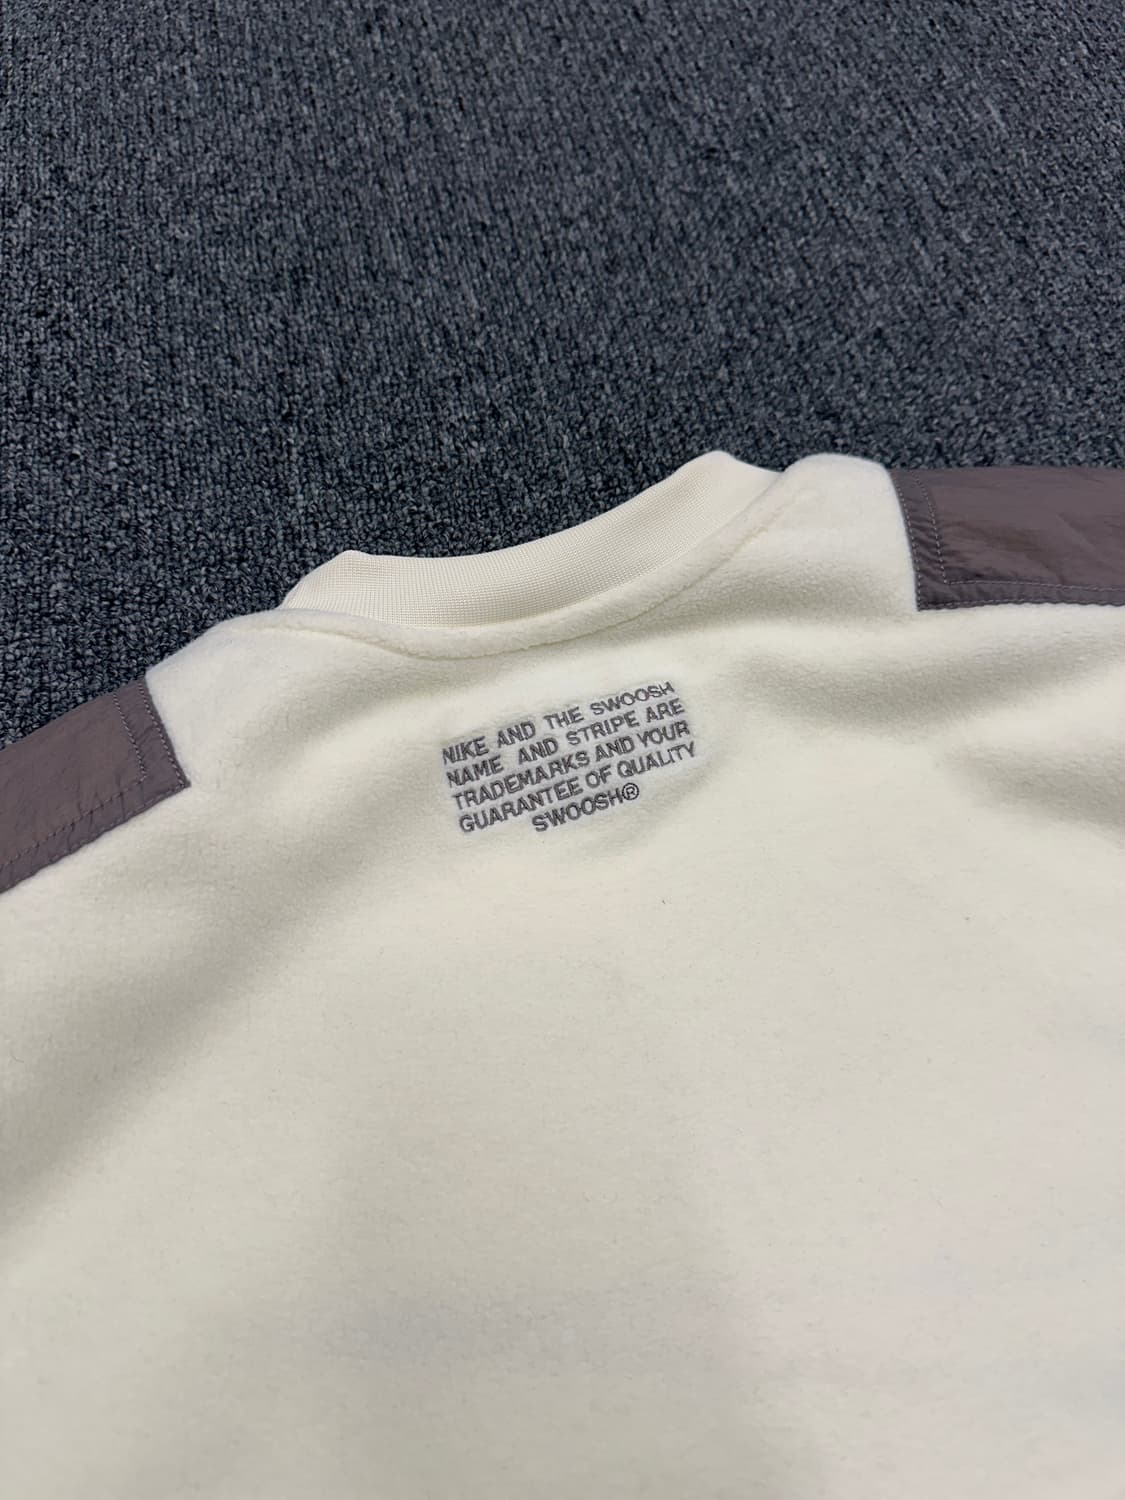 NIKE AND THE SWOOSH
NAME AND STRIPE ARE
TRADEMARKS AND YOUR
GUARANTEE OF QUALITY
SWOOSH®